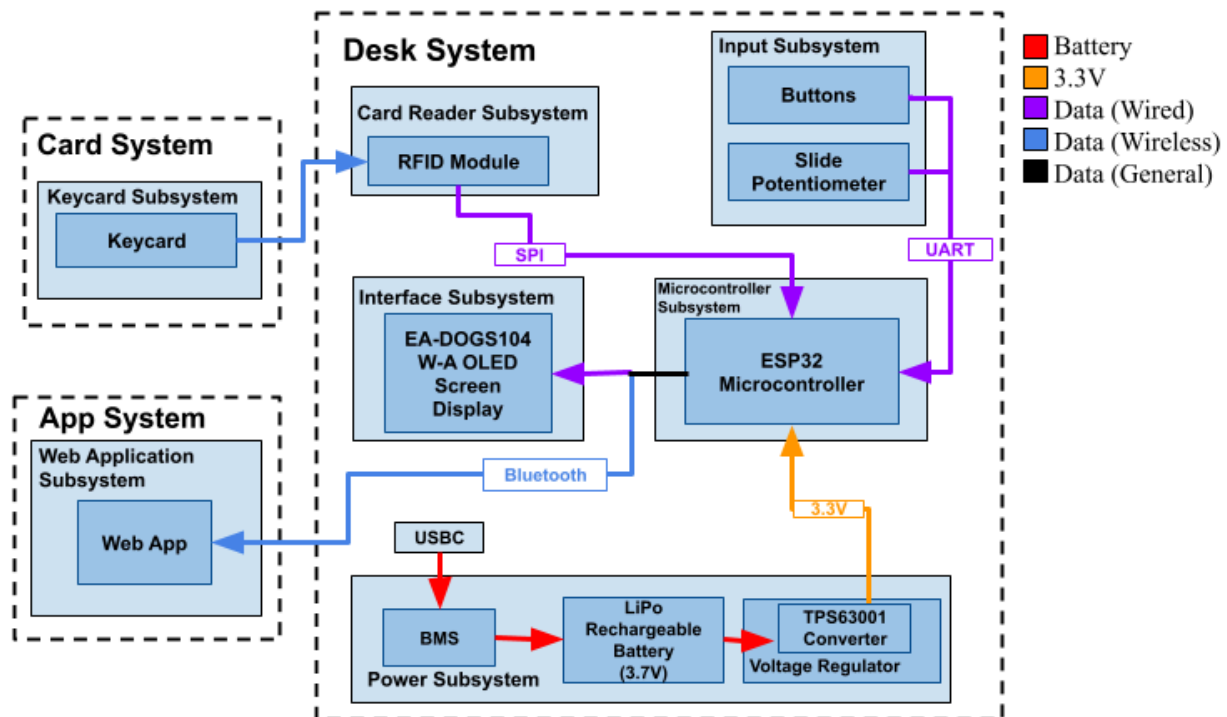 Desk System
Input Subsystem
Buttons
Slide
Potentiometer
Battery
3.3V
Data (Wired)
Data (Wireless)
Data (General)
Card Reader Subsystem
RFID Module
Card System
Keycard Subsystem
Keycard
SPI
UART
Interface Subsystem
EA-DOGS104
W-A OLED
Screen
Display
Microcontroller
Subsystem
ESP32
Microcontroller
App System
Web Application
Subsystem
Web App
Bluetooth
3.3V
USBC
BMS
LiPo
Rechargeable
Battery
(3.7V)
TPS63001
Converter
Voltage Regulator
Power Subsystem